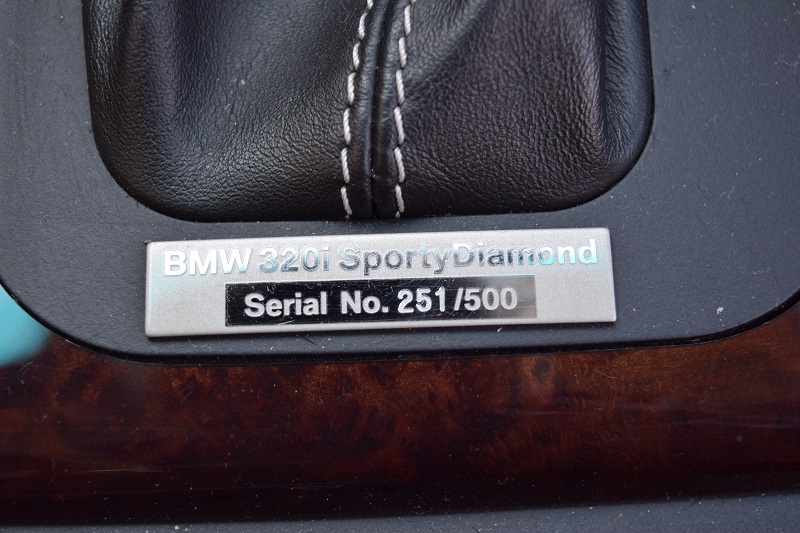 BMW 320i SportyDiamond
Serial No. 251/500